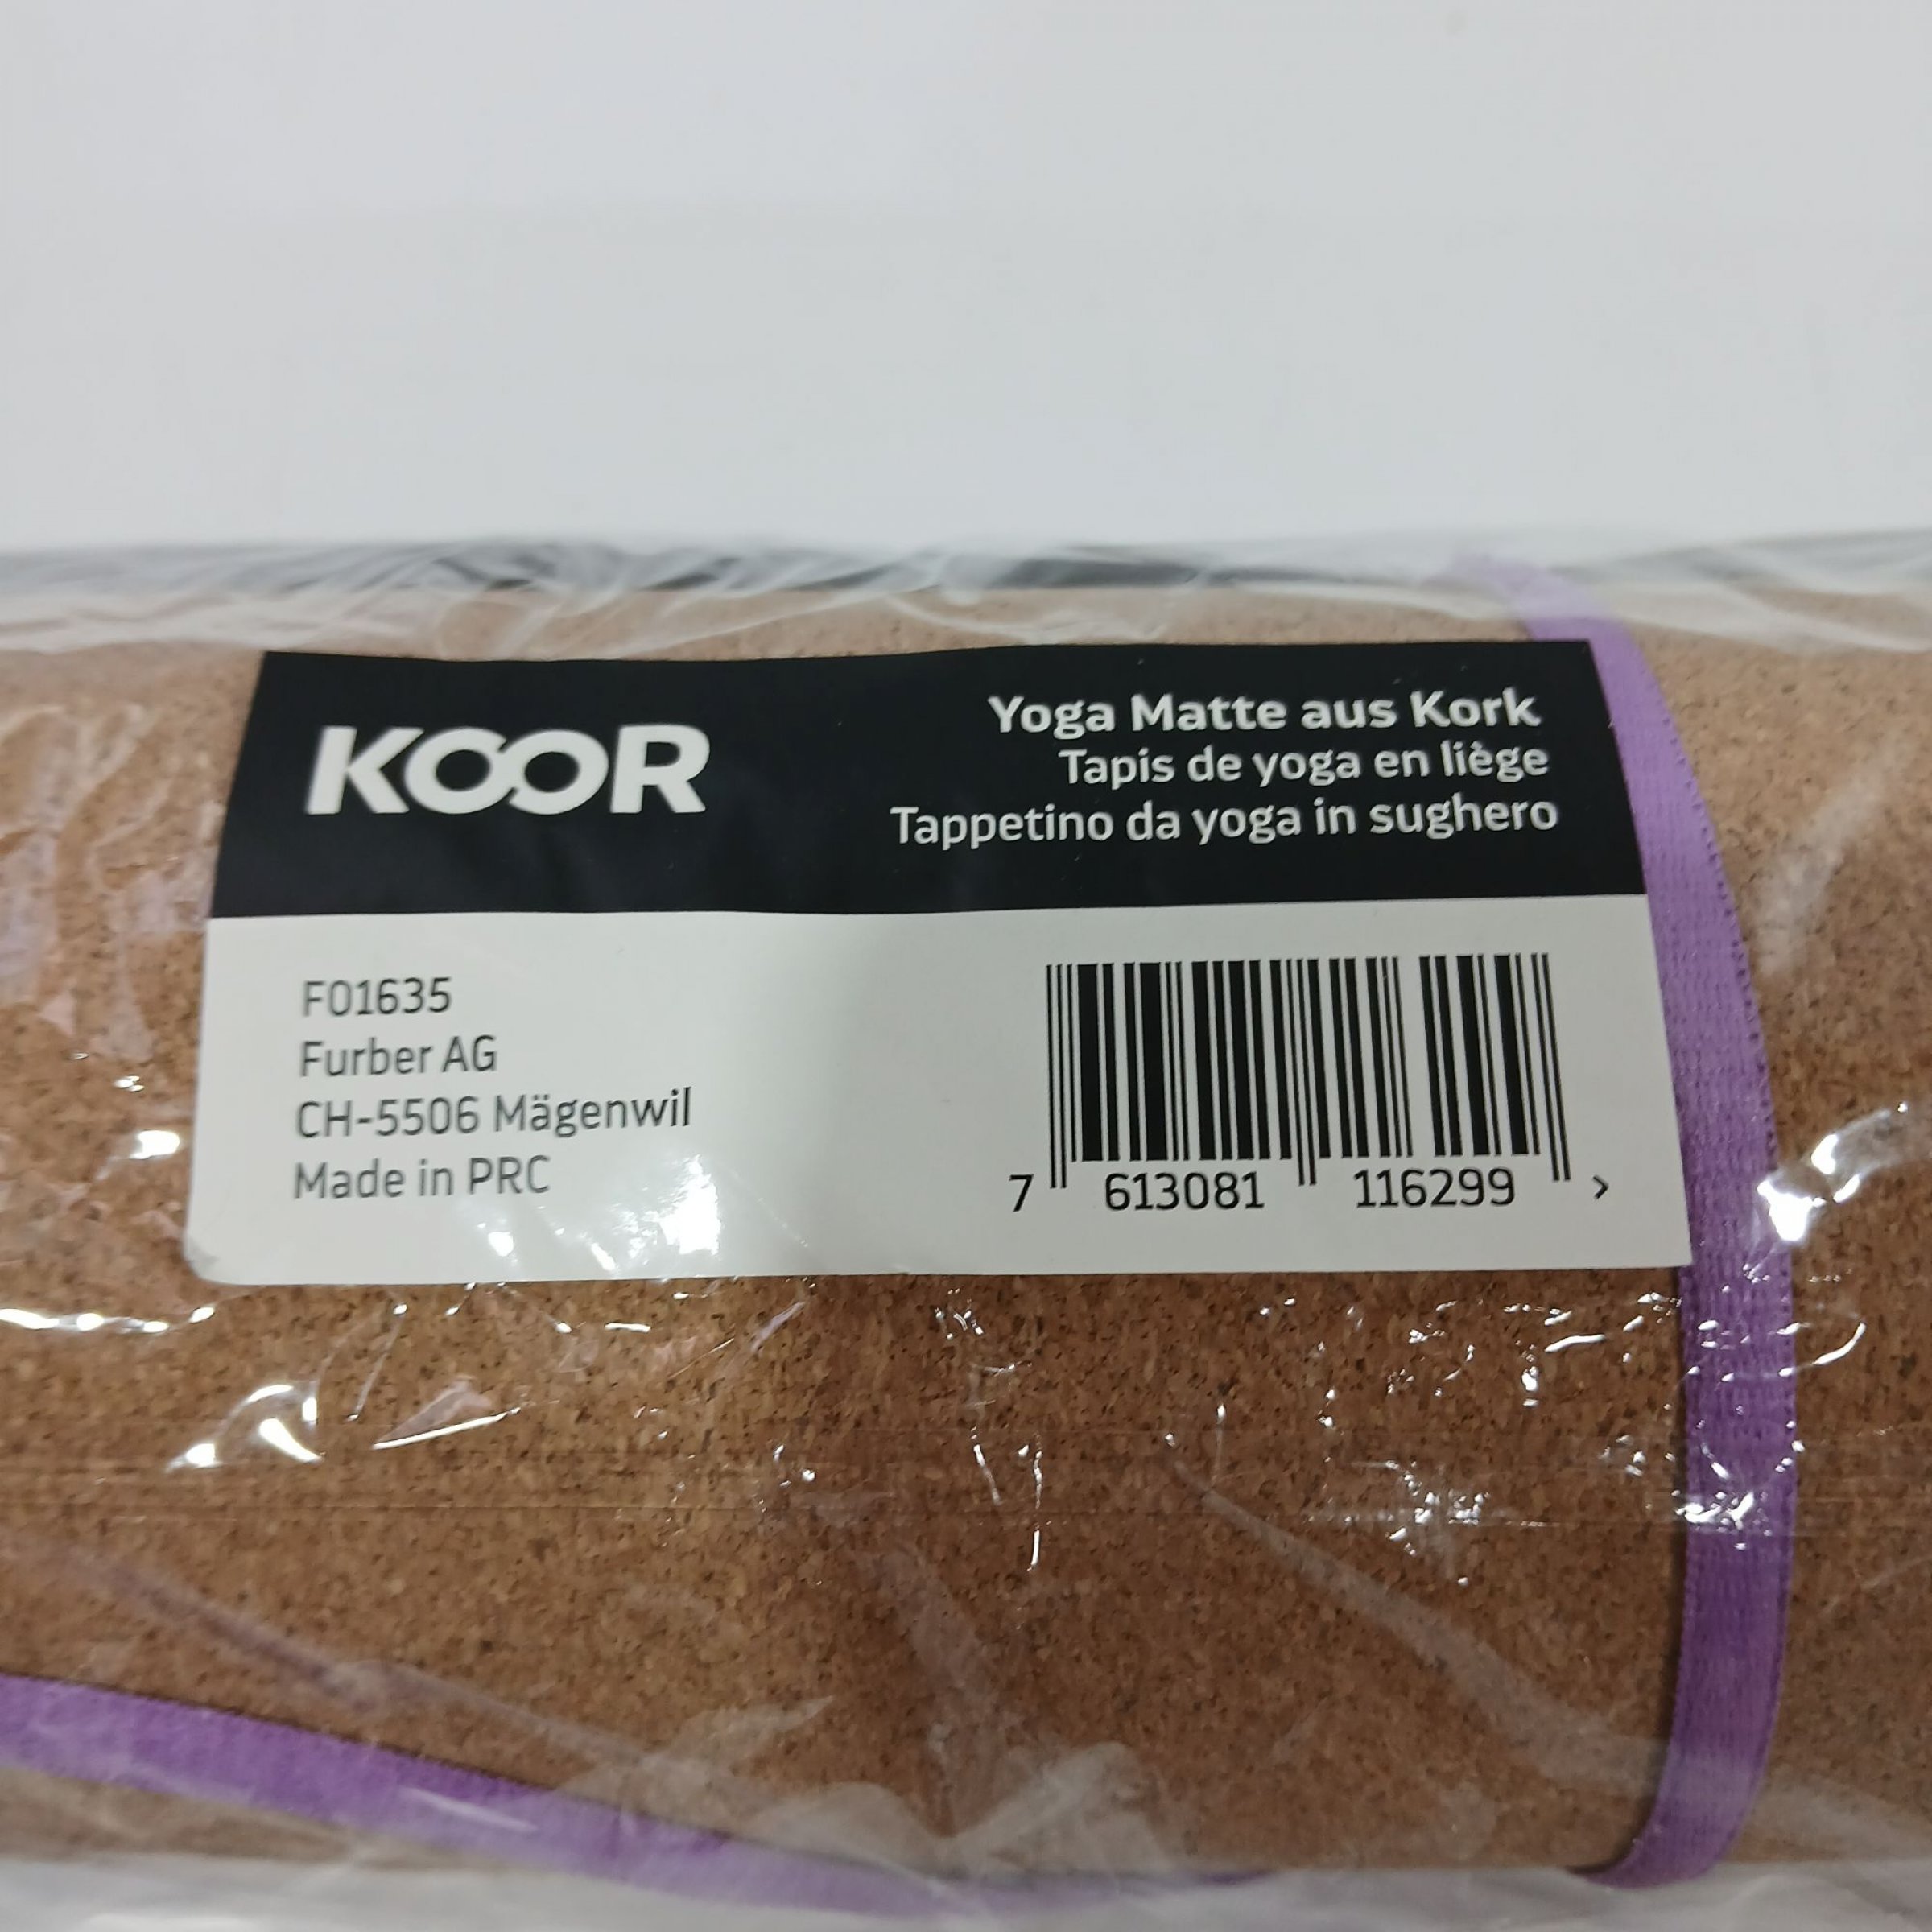 KOOR
Yoga Matte aus Kork
Tapis de yoga en liège
Tappetino da yoga in sughero
F01635
Furber AG
CH-5506 Mägenwil
Made in PRC
7 613081 116299 >